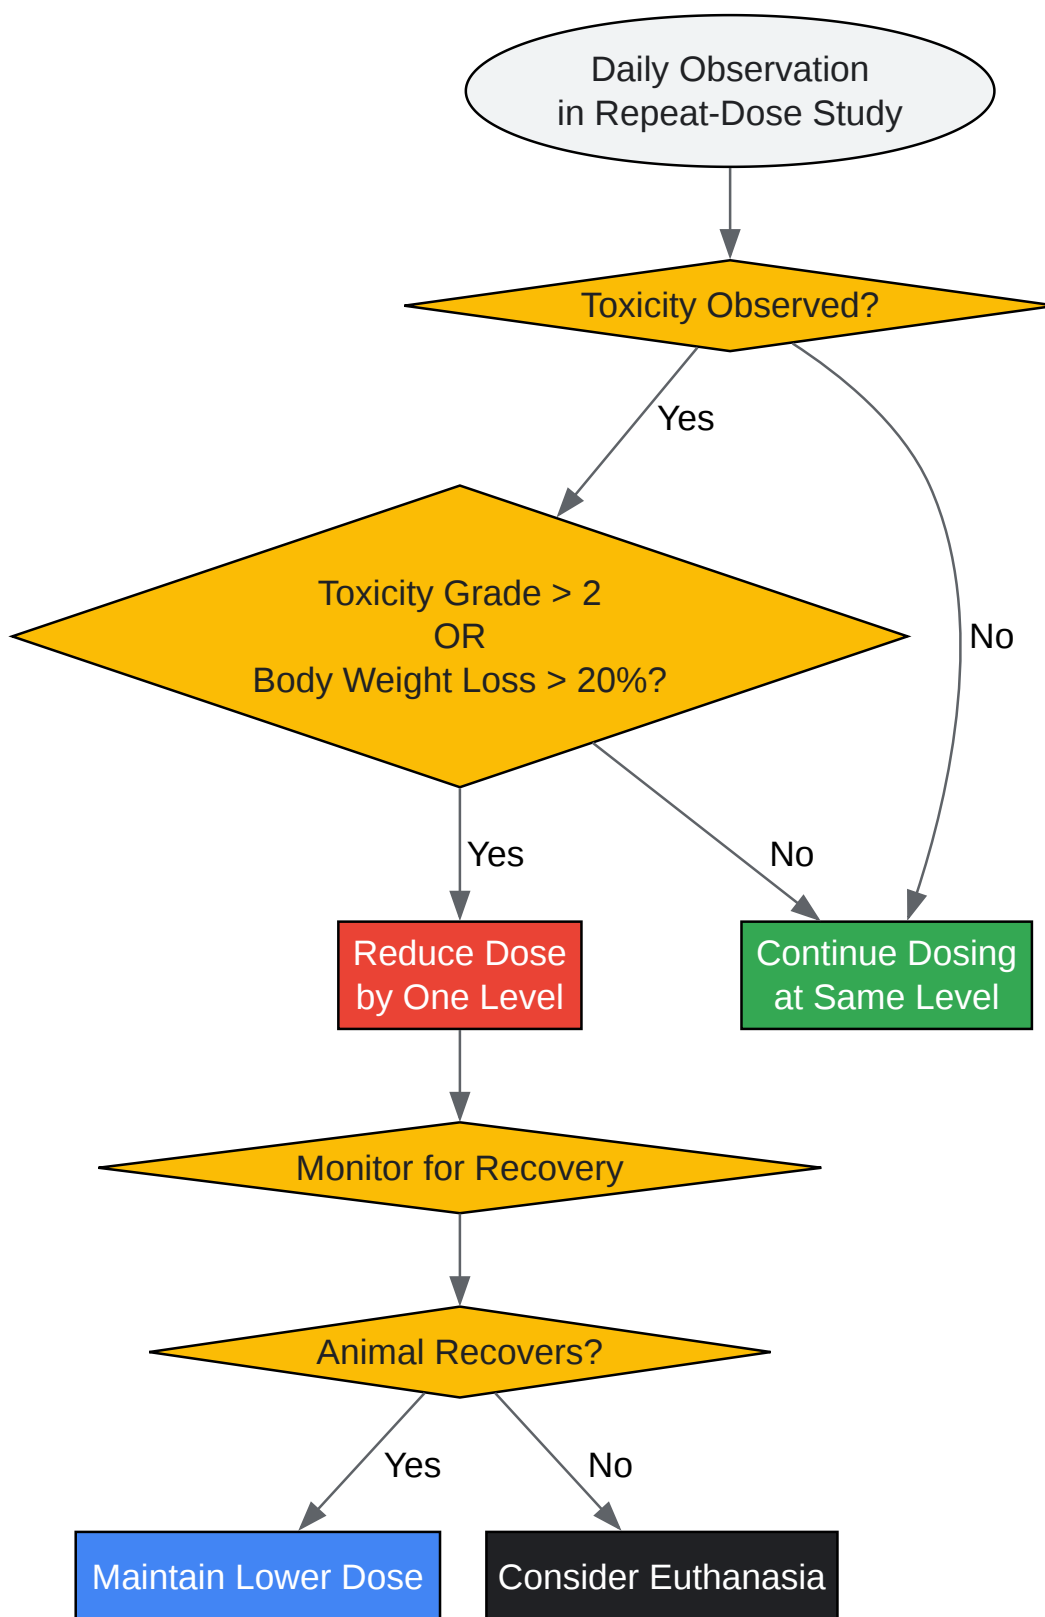 Daily Observation
in Repeat-Dose Study
Toxicity Observed?
Yes
Toxicity Grade > 2
OR
Body Weight Loss > 20%?
No
Yes
No
Reduce Dose
by One Level
Continue Dosing
at Same Level
Monitor for Recovery
Animal Recovers?
Yes
No
Maintain Lower Dose
Consider Euthanasia